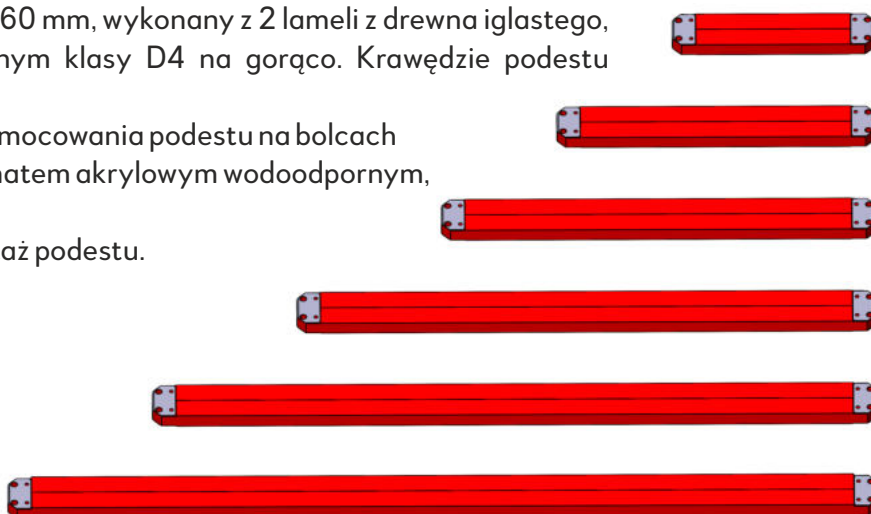 60 mm, wykonany z 2 lameli z drewna iglastego,
nym klasy D4 na gorąco. Krawędzie podestu
mocowania podestu na bolcach
natem akrylowym wodoodpornym,
aż podestu.